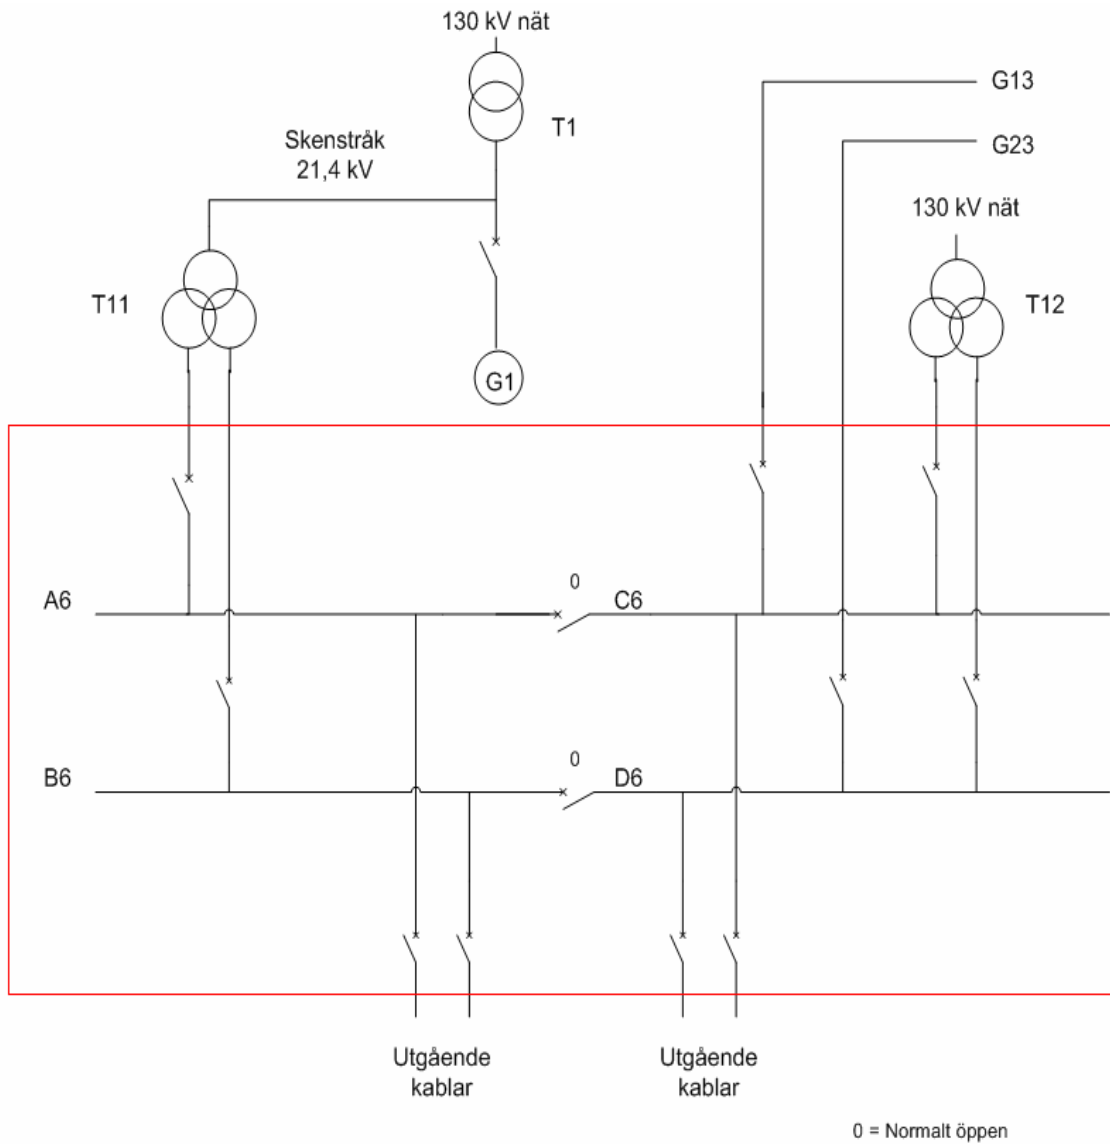 130 kV nät
G13
T1
Skenstråk
21,4 kV
G23
130 kV nät
T11
T12
G1
0
A6
C6
0
B6
D6
Utgående
kablar
Utgående
kablar
0 = Normalt öppen